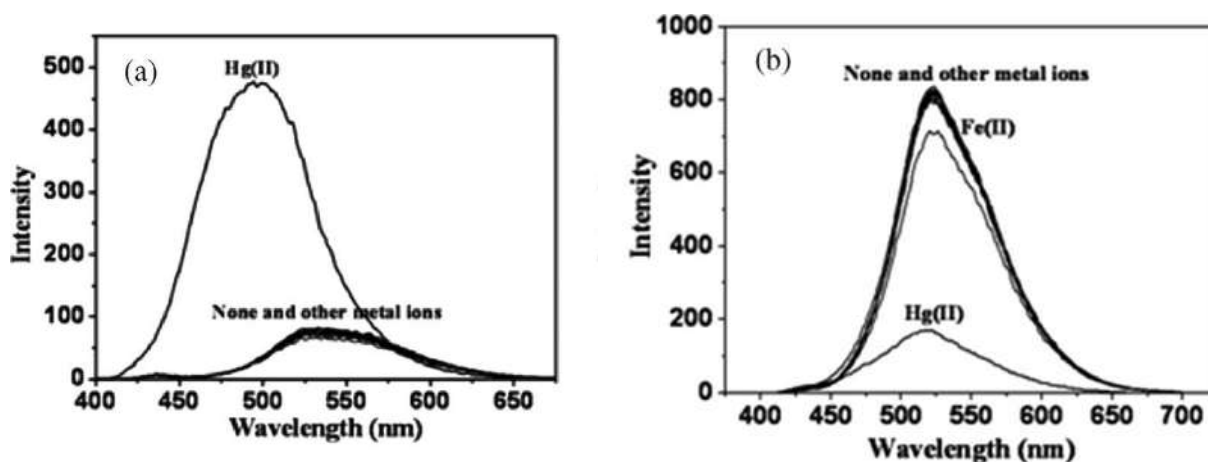 (a)
Hg(II)
None and other metal ions
Intensity
500
400
300
200
100
0
400 450 500 550 600 650
Wavelength (nm)
(b)
None and other metal ions
Fe(II)
Hg(II)
Intensity
1000
800
600
400
200
0
400 450 500 550 600 650 700
Wavelength (nm)